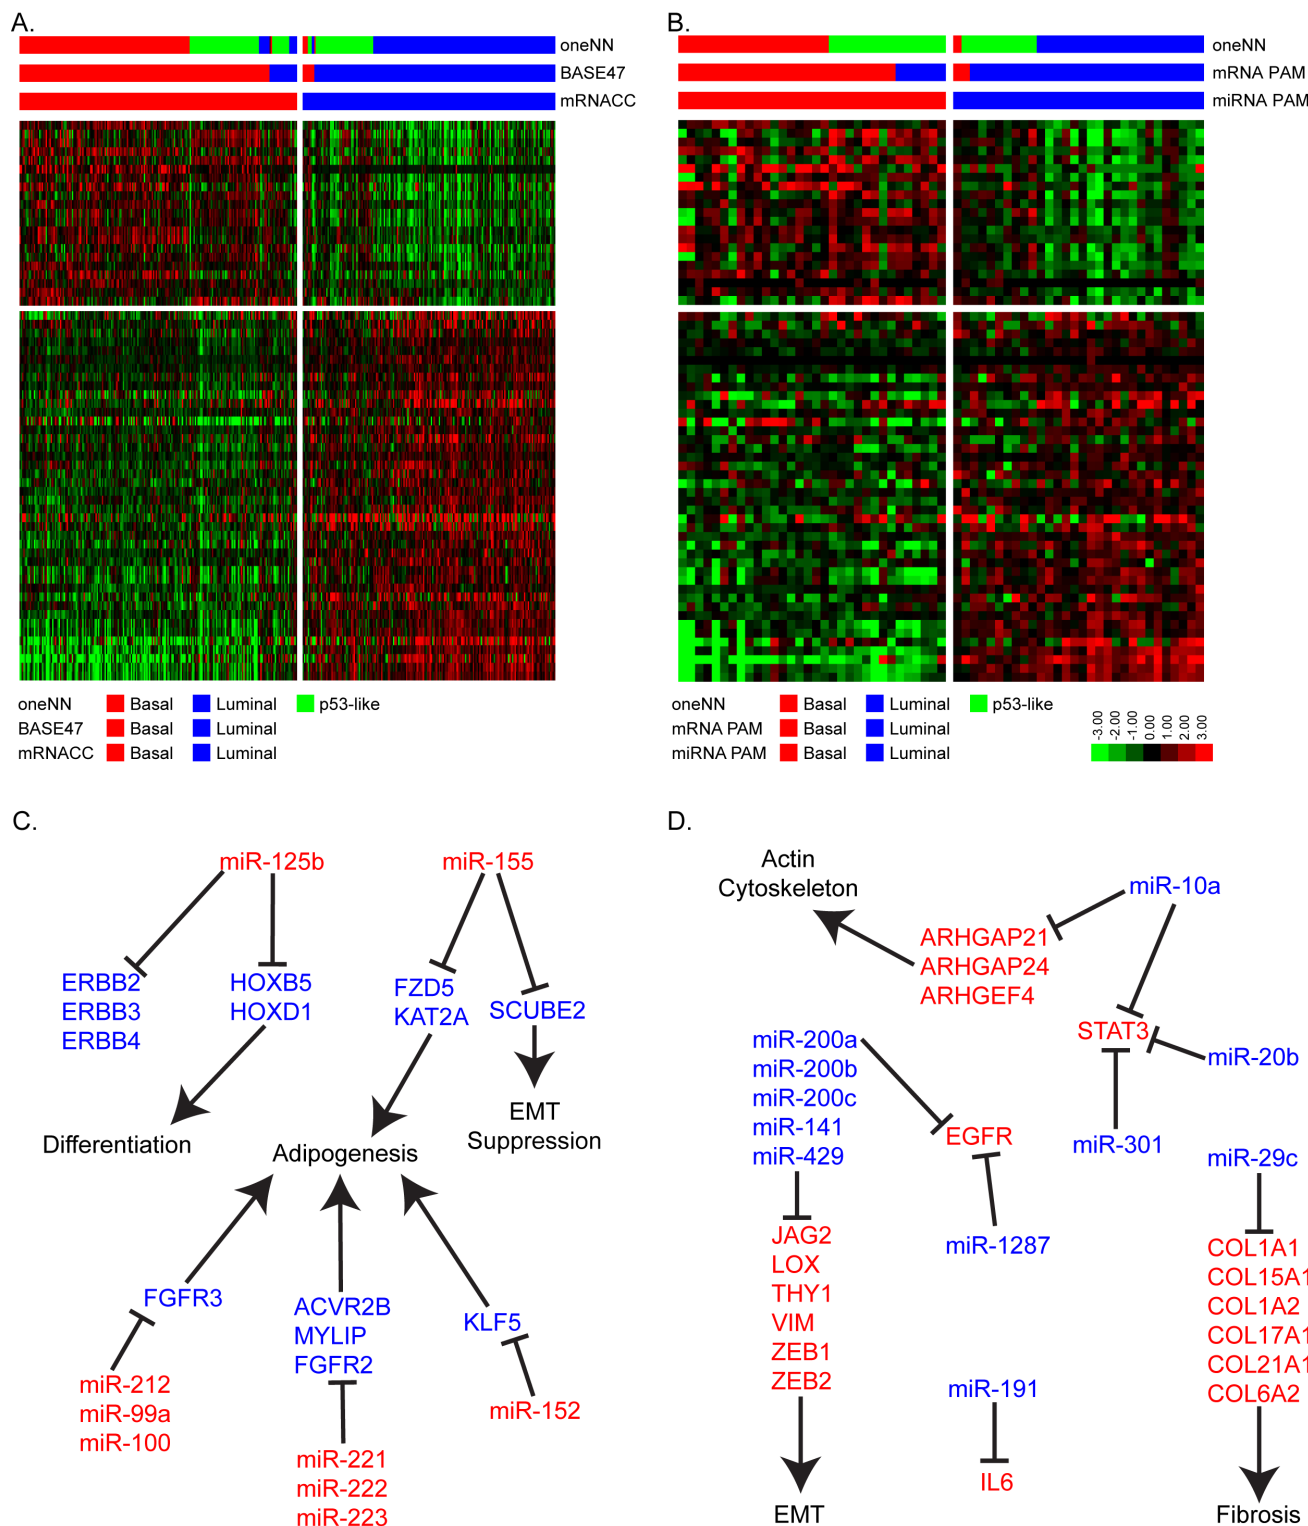 A.
oneNN
BASE47
mRNACC
oneNN Basal Luminal p53-like
BASE47 Basal Luminal
mRNACC Basal Luminal
B.
oneNN
mRNA PAM
miRNA PAM
oneNN Basal Luminal p53-like
mRNA PAM Basal Luminal
miRNA PAM Basal Luminal
-3.00 -2.00 -1.00 0.00 1.00 2.00 3.00
C.
miR-125b
miR-155
ERBB2
ERBB3
ERBB4
HOXB5
HOXD1
FZD5
KAT2A
SCUBE2
Differentiation
Adipogenesis
EMT
Suppression
FGFR3
ACVR2B
MYLIP
FGFR2
KLF5
miR-212
miR-99a
miR-100
miR-221
miR-222
miR-223
miR-152
D.
Actin
Cytoskeleton
miR-10a
ARHGAP21
ARHGAP24
ARHGEF4
STAT3
miR-200a
miR-200b
miR-200c
miR-141
miR-429
EGFR
miR-20b
miR-301
miR-29c
JAG2
LOX
THY1
VIM
ZEB1
ZEB2
miR-1287
COL1A1
COL15A1
COL1A2
COL17A1
COL21A1
COL6A2
miR-191
IL6
EMT
Fibrosis